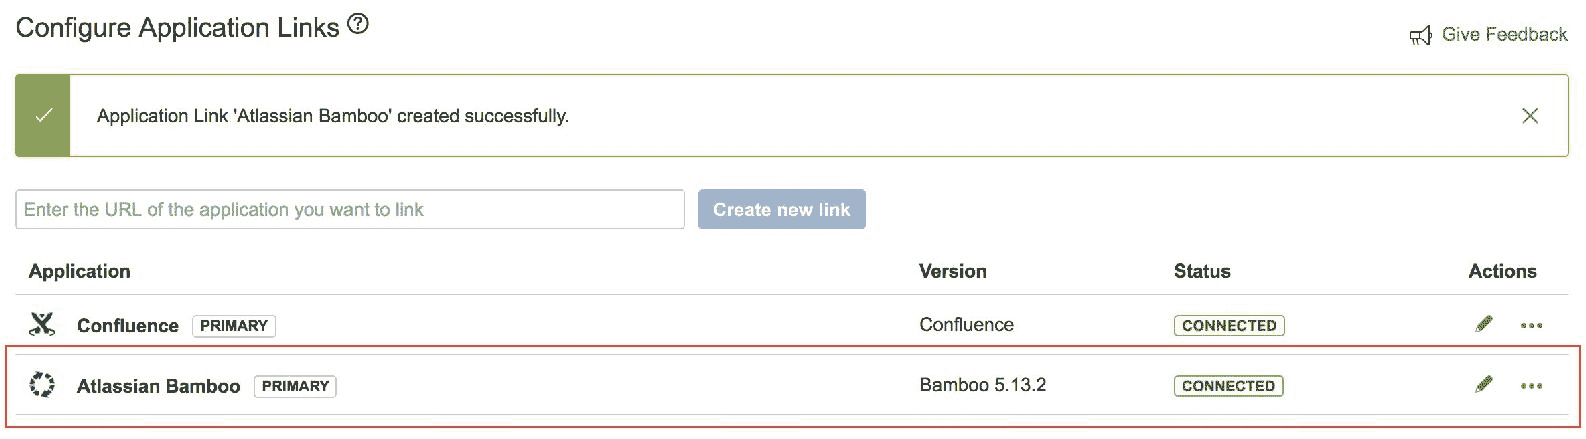 Configure Application Links ?
Give Feedback
Application Link 'Atlassian Bamboo' created successfully.
Enter the URL of the application you want to link Create new link
Application Version Status Actions
Confluence PRIMARY Confluence CONNECTED
Atlassian Bamboo PRIMARY Bamboo 5.13.2 CONNECTED